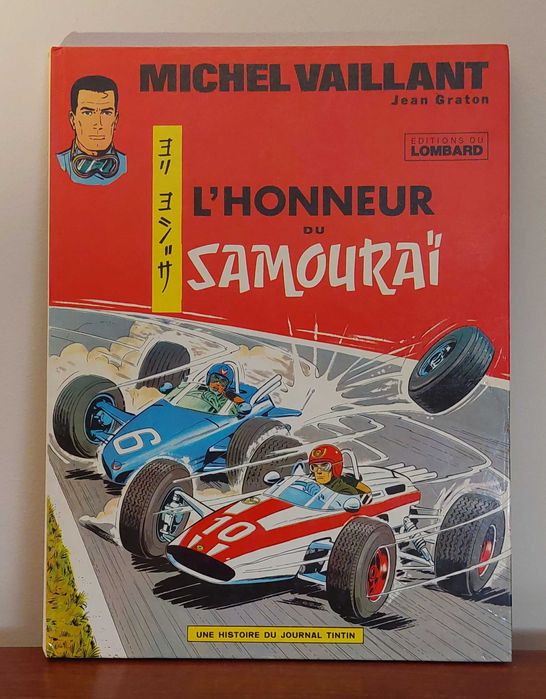 MICHEL VAILLANT
Jean Graton
EDITIONS DU
LOMBARD
ヨリ ヨシ゛サ
L'HONNEUR
DU
SAMOURAÏ
6
10
UNE HISTOIRE DU JOURNAL TINTIN